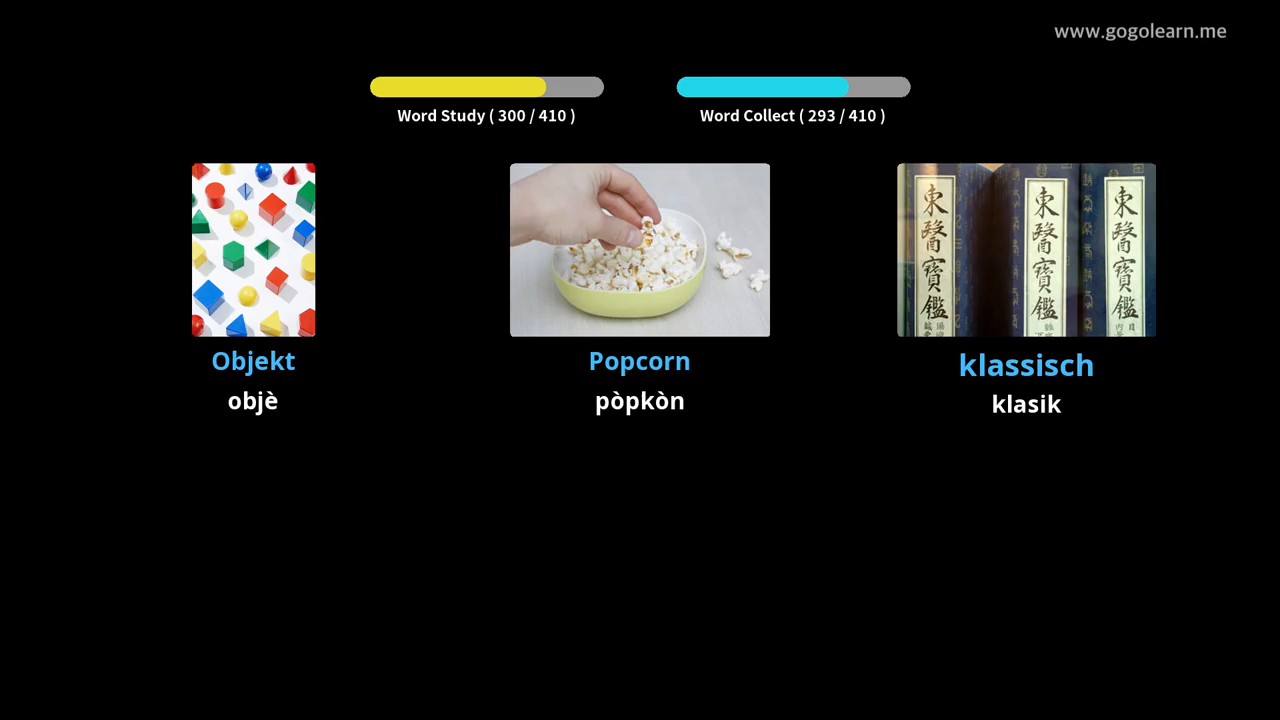 www.gogolearn.me
Word Study ( 300 / 410 )
Word Collect ( 293 / 410 )
東醫寶鑑
東醫寶鑑
東醫寶鑑
Objekt
objè
Popcorn
pòpkòn
klassisch
klasik